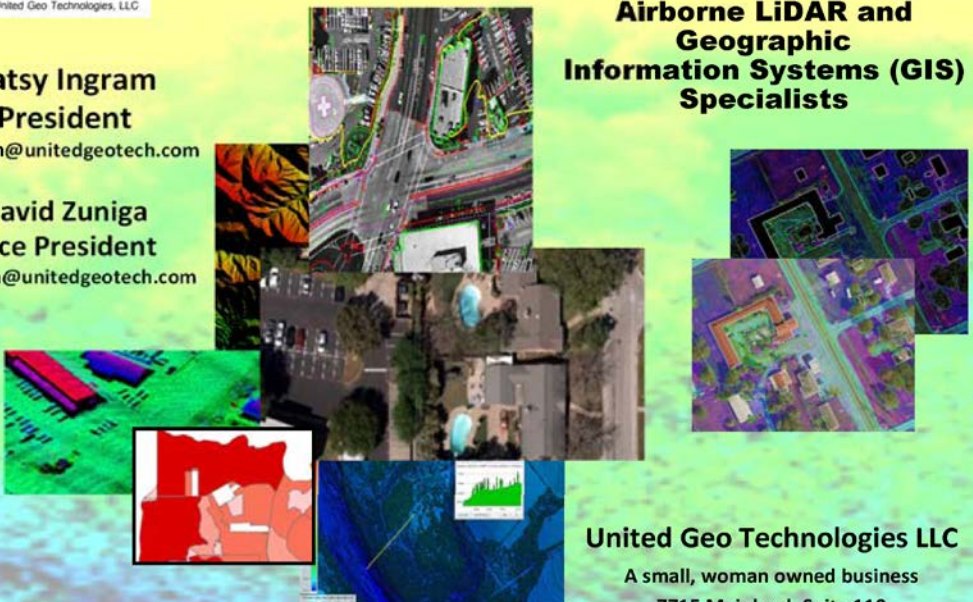 United Geo Technologies, LLC
atsy Ingram
President
n@unitedgeotech.com
avid Zuniga
ce President
a@unitedgeotech.com
Airborne LiDAR and
Geographic
Information Systems (GIS)
Specialists
United Geo Technologies LLC
A small, woman owned business